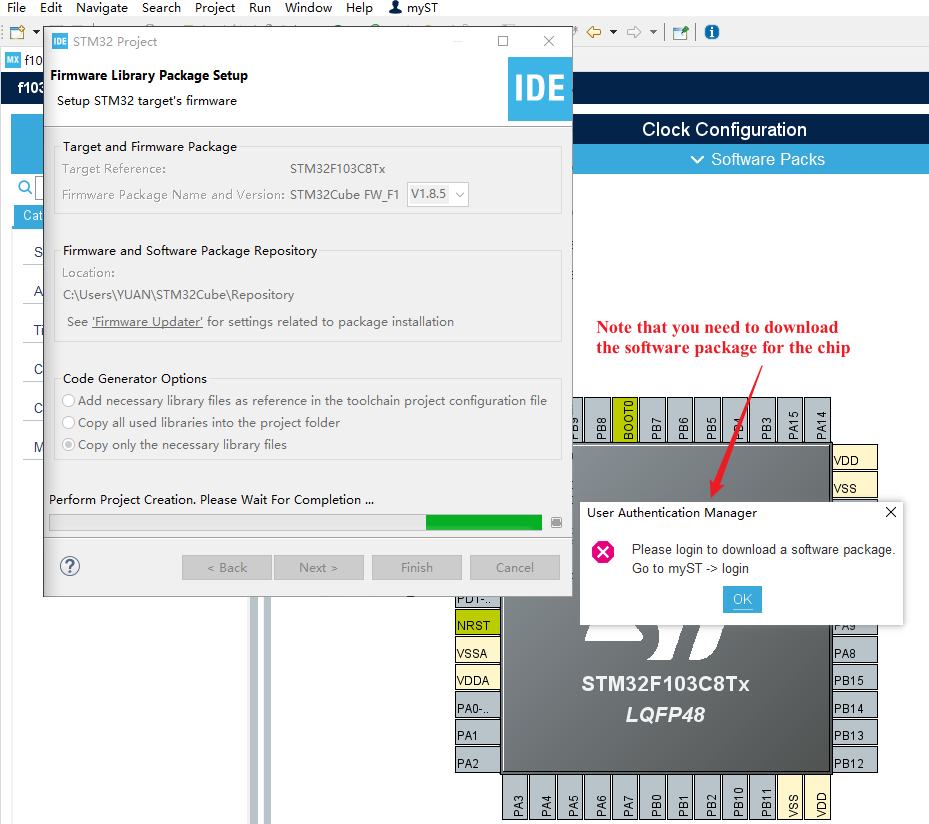 File Edit Navigate Search Project Run Window Help myST
IDE STM32 Project
MX f10
f103
Firmware Library Package Setup
Setup STM32 target's firmware
IDE
Target and Firmware Package
Target Reference: STM32F103C8Tx
Firmware Package Name and Version: STM32Cube FW_F1 V1.8.5
Firmware and Software Package Repository
Location:
C:\Users\YUAN\STM32Cube\Repository
See 'Firmware Updater' for settings related to package installation
Code Generator Options
Add necessary library files as reference in the toolchain project configuration file
Copy all used libraries into the project folder
Copy only the necessary library files
Perform Project Creation. Please Wait For Completion ...
?
< Back Next > Finish Cancel
Clock Configuration
Software Packs
Cat
S
A
Ti
C
C
M
Note that you need to download
the software package for the chip
PB9 PB8 BOOT0 PB7 PB6 PB5 PB4 PB3 PA15 PA14
VDD
VSS
User Authentication Manager
Please login to download a software package.
Go to myST -> login
OK
PD1-..
NRST
VSSA
VDDA
PA0-..
PA1
PA2
PA9
PA8
PB15
PB14
PB13
PB12
STM32F103C8Tx
LQFP48
PA3 PA4 PA5 PA6 PA7 PB0 PB1 PB2 PB10 PB11 VSS VDD